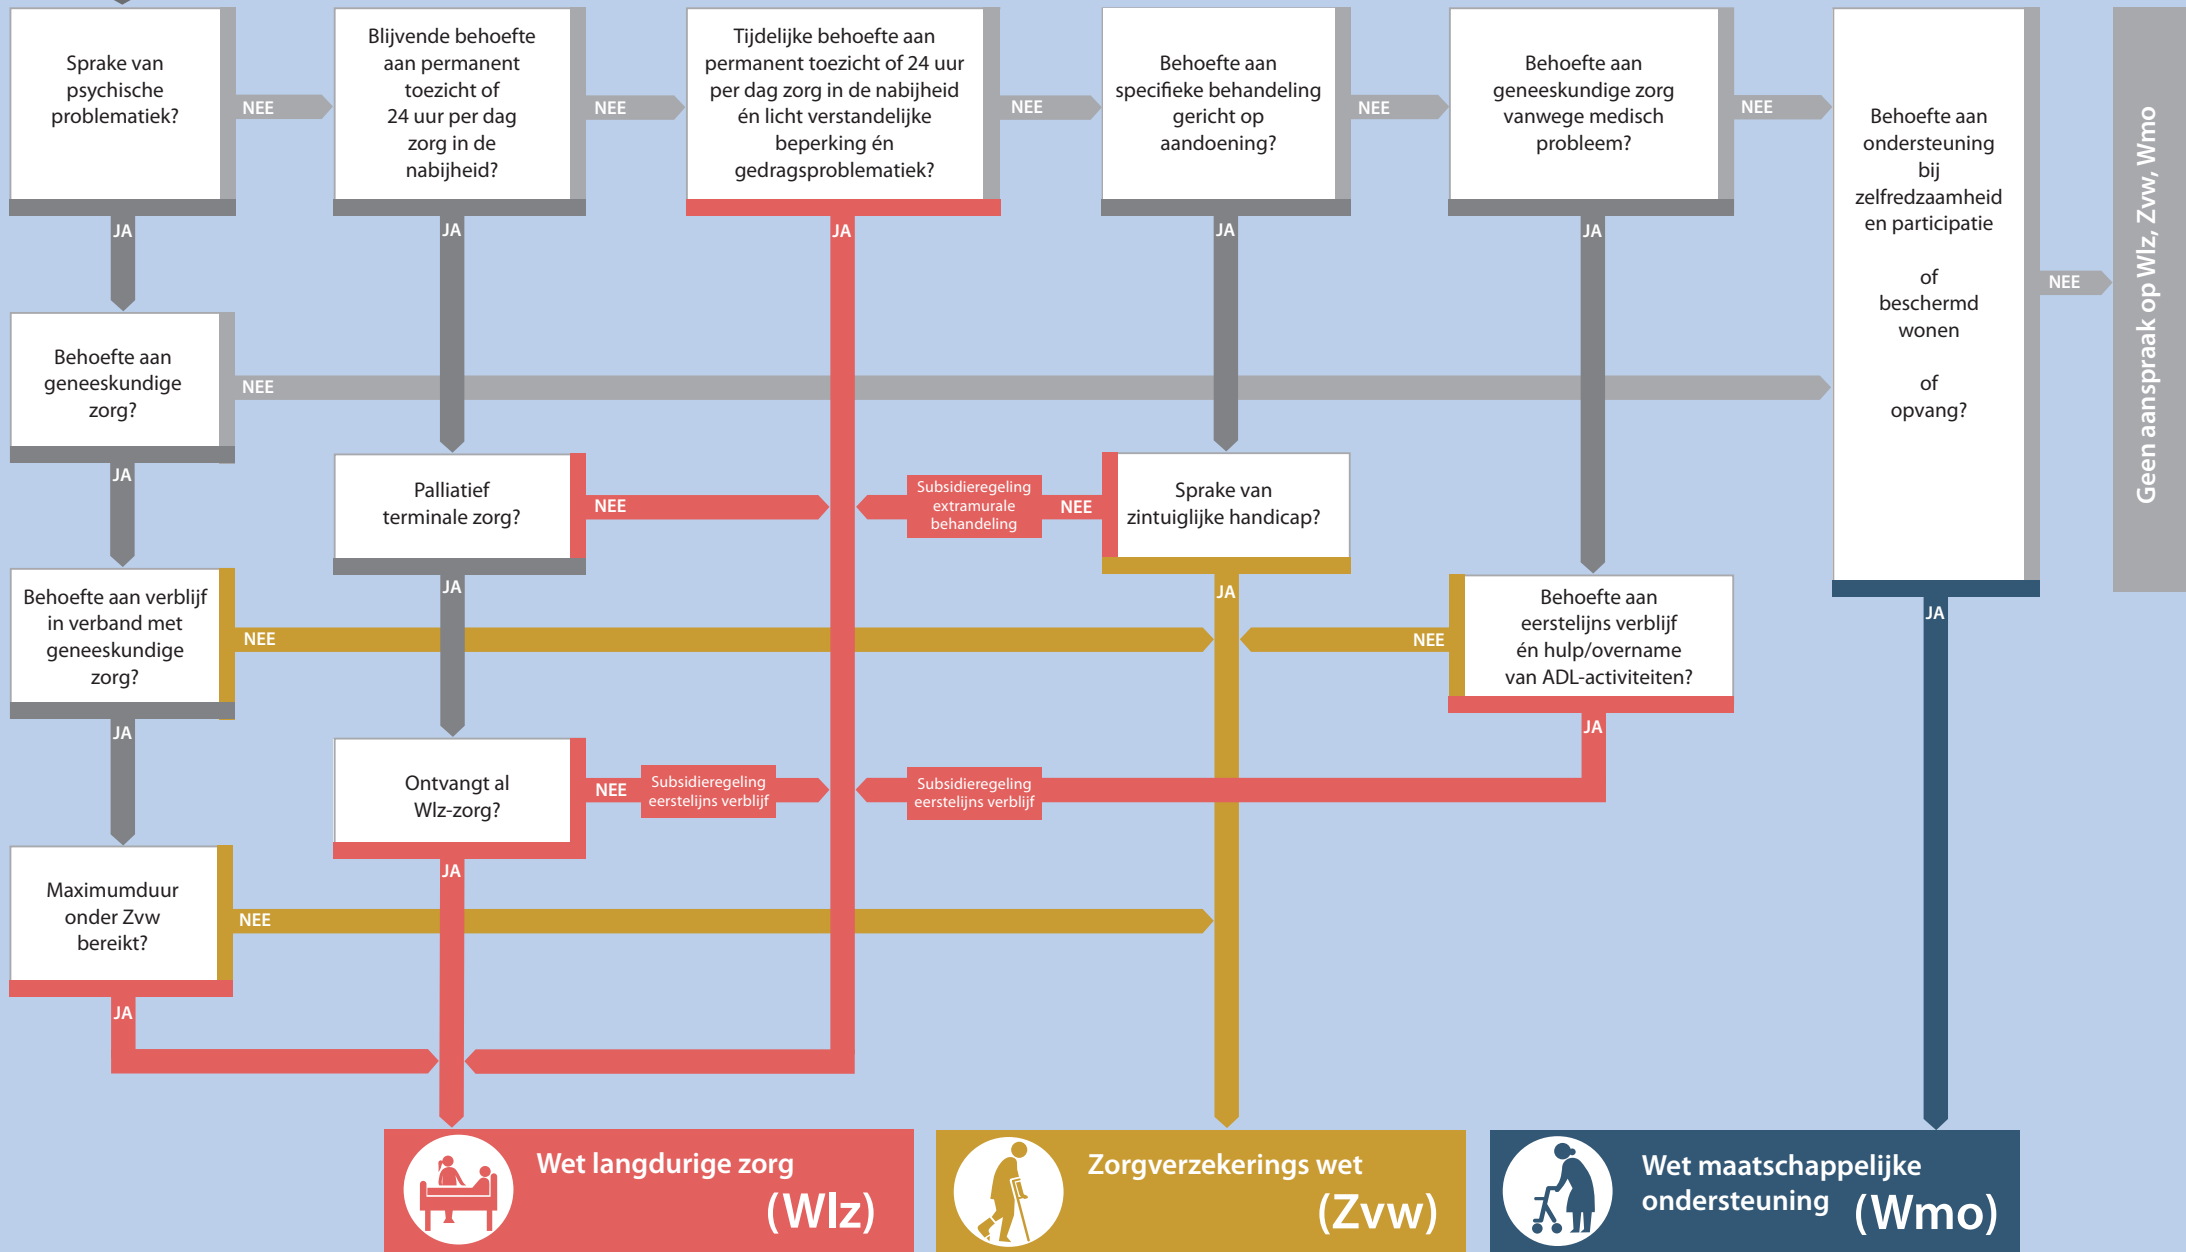 Sprake van
psychische
problematiek?
NEE
JA
Blijvende behoefte
aan permanent
toezicht of
24 uur per dag
zorg in de
nabijheid?
NEE
JA
Tijdelijke behoefte aan
permanent toezicht of 24 uur
per dag zorg in de nabijheid
én licht verstandelijke
beperking én
gedragsproblematiek?
NEE
JA
Behoefte aan
specifieke behandeling
gericht op
aandoening?
NEE
JA
Behoefte aan
geneeskundige zorg
vanwege medisch
probleem?
NEE
JA
Behoefte aan
ondersteuning
bij
zelfredzaamheid
en participatie
of
beschermd
wonen
of
opvang?
NEE
JA
Geen aanspraak op Wlz, Zvw, Wmo
Behoefte aan
geneeskundige
zorg?
NEE
JA
Palliatief
terminale zorg?
NEE
JA
Subsidieregeling
extramurale
behandeling
NEE
Sprake van
zintuiglijke handicap?
JA
Behoefte aan verblijf
in verband met
geneeskundige
zorg?
NEE
JA
NEE
Behoefte aan
eerstelijns verblijf
én hulp/overname
van ADL-activiteiten?
JA
Ontvangt al
Wlz-zorg?
NEE
Subsidieregeling
eerstelijns verblijf
JA
Subsidieregeling
eerstelijns verblijf
Maximumduur
onder Zvw
bereikt?
NEE
JA
Wet langdurige zorg
(Wlz)
Zorgverzekerings wet
(Zvw)
Wet maatschappelijke
ondersteuning (Wmo)